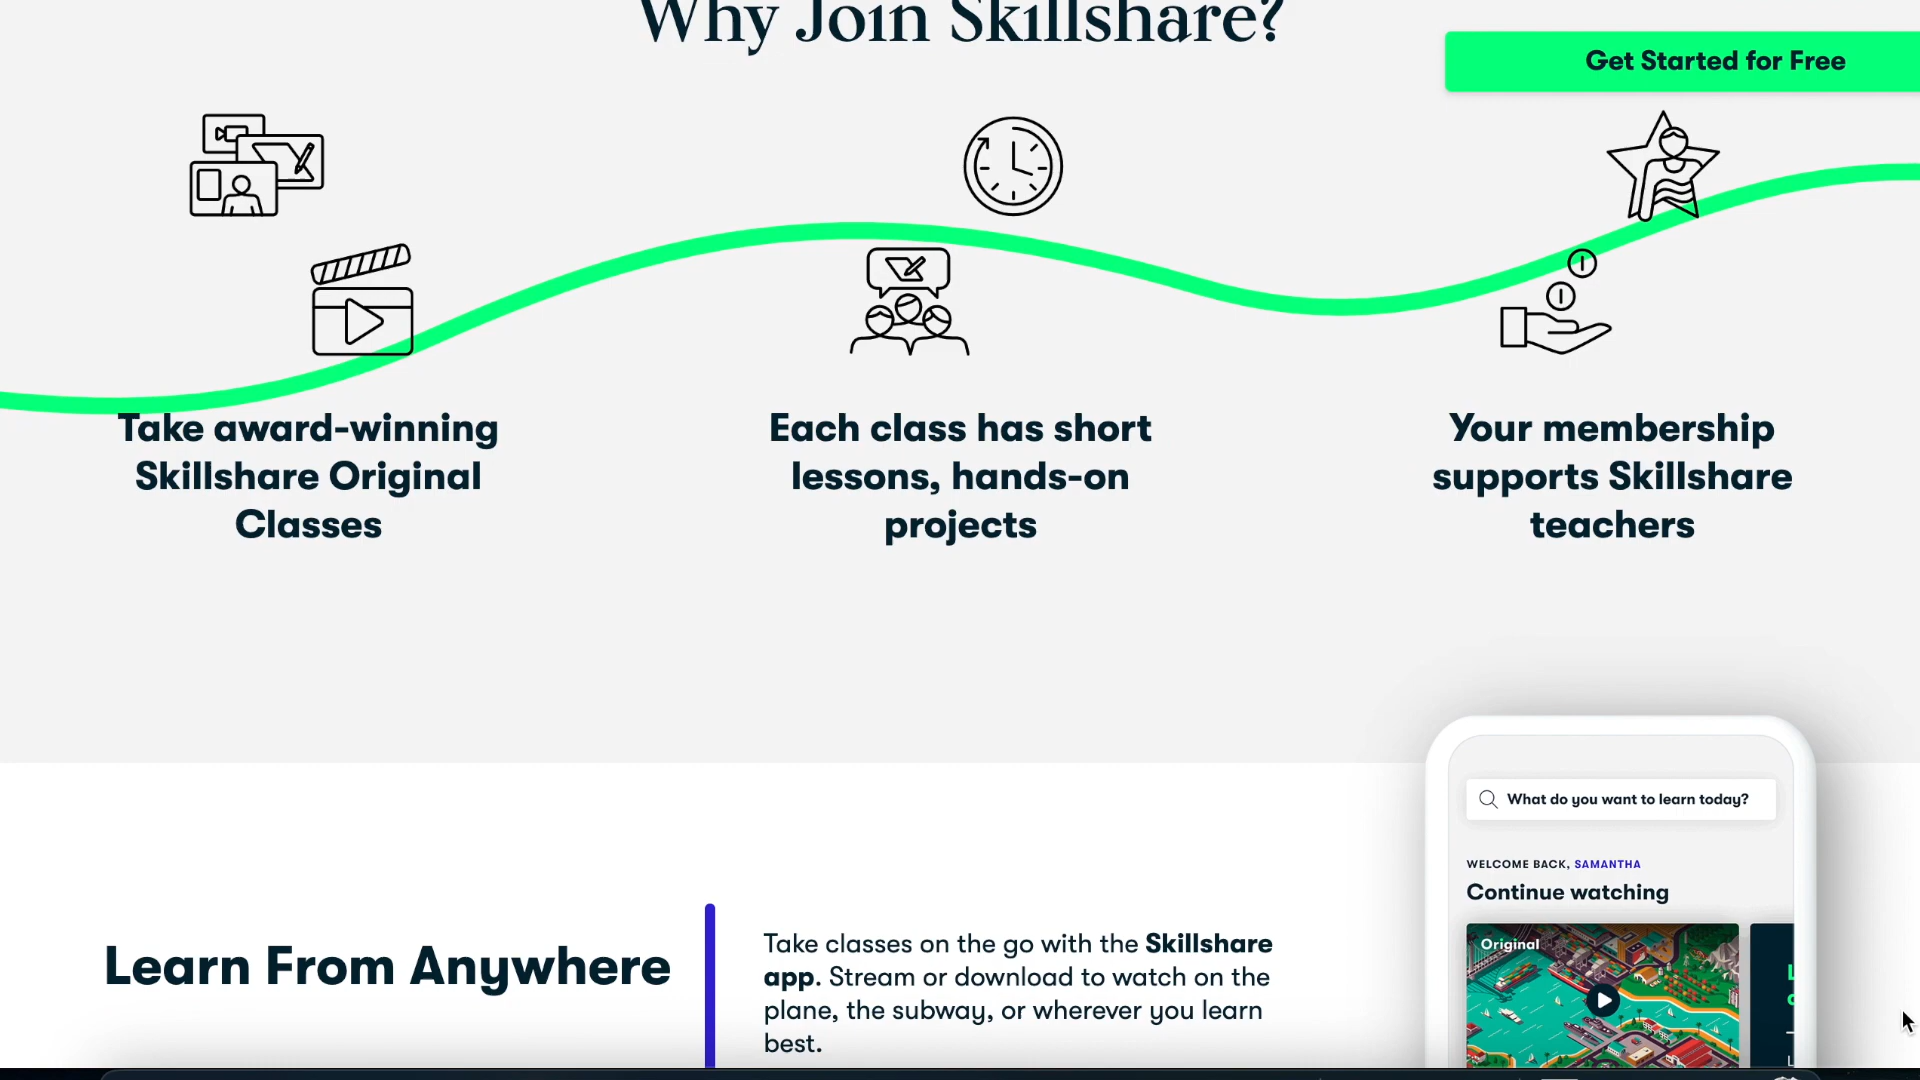 Why Join Skillshare?
Get Started for Free
Take award-winning
Skillshare Original
Classes
Each class has short
lessons, hands-on
projects
Your membership
supports Skillshare
teachers
What do you want to learn today?
WELCOME BACK, SAMANTHA
Continue watching
Original
Learn From Anywhere
Take classes on the go with the Skillshare
app. Stream or download to watch on the
plane, the subway, or wherever you learn
best.